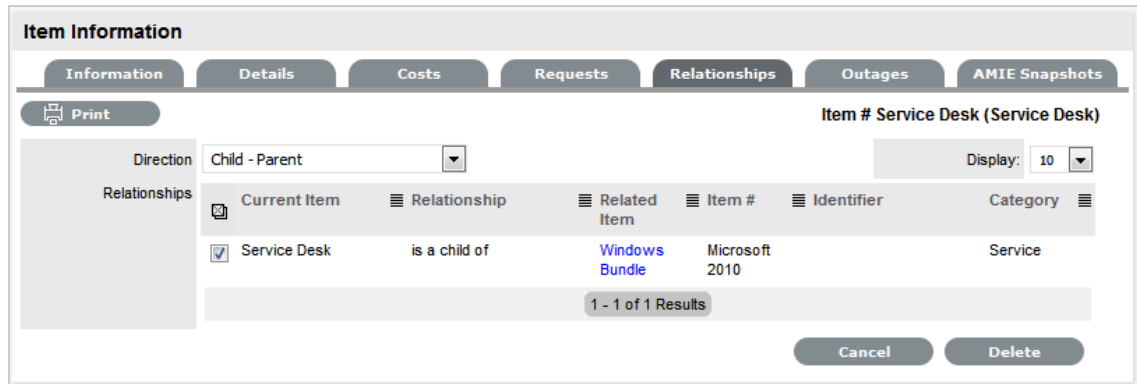 Item Information
Information Details Costs Requests Relationships Outages AMIE Snapshots
Print Item # Service Desk (Service Desk)
Direction Child - Parent Display: 10
Relationships Current Item Relationship Related Item # Identifier Category
Item
Service Desk is a child of Windows Microsoft Service
Bundle 2010
1 - 1 of 1 Results
Cancel Delete